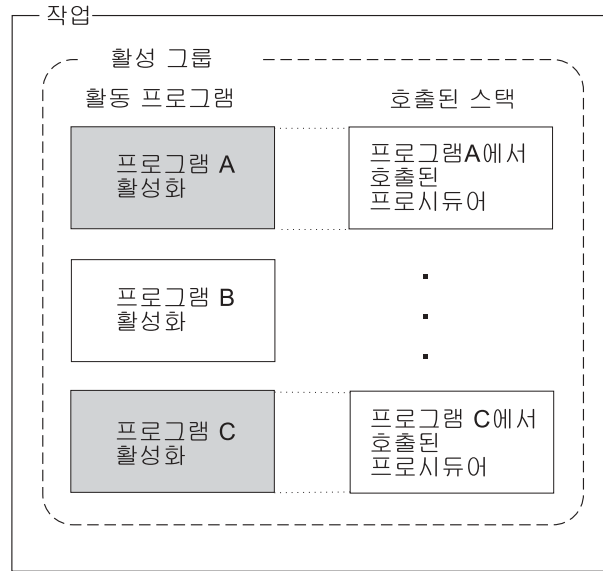 작업
활성 그룹
활동 프로그램
호출된 스택
프로그램 A
활성화
프로그램A에서
호출된
프로시듀어
프로그램 B
활성화
프로그램 C
활성화
프로그램 C에서
호출된
프로시듀어